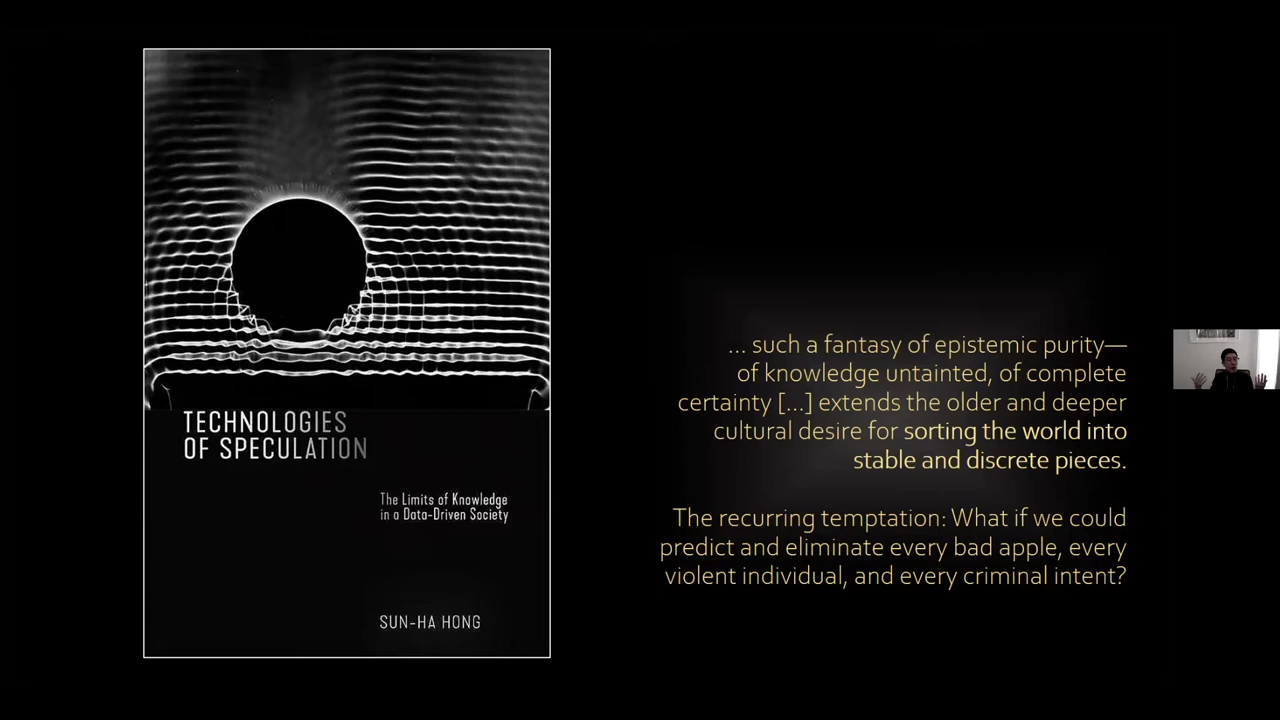 TECHNOLOGIES
OF SPECULATION
The Limits of Knowledge
in a Data-Driven Society
SUN-HA HONG
... such a fantasy of epistemic purity—
of knowledge untainted, of complete
certainty [...] extends the older and deeper
cultural desire for sorting the world into
stable and discrete pieces.
The recurring temptation: What if we could
predict and eliminate every bad apple, every
violent individual, and every criminal intent?